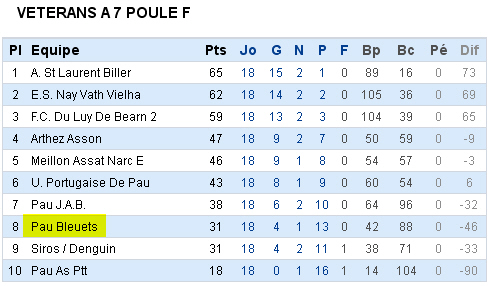 VETERANS A 7 POULE F
Pl Equipe Pts Jo G N P F Bp Bc Pé Dif
1 A. St Laurent Biller 65 18 15 2 1 0 89 16 0 73
2 E.S. Nay Vath Vielha 62 18 14 2 2 0 105 36 0 69
3 F.C. Du Luy De Bearn 2 59 18 13 2 3 0 104 39 0 65
4 Arthez Asson 47 18 9 2 7 0 50 59 0 -9
5 Meillon Assat Narc E 46 18 9 1 8 0 54 57 0 -3
6 U. Portugaise De Pau 43 18 8 1 9 0 60 54 0 6
7 Pau J.A.B. 38 18 6 2 10 0 64 96 0 -32
8 Pau Bleuets 31 18 4 1 13 0 42 88 0 -46
9 Siros / Denguin 31 18 4 2 11 1 38 71 0 -33
10 Pau As Ptt 18 18 0 1 16 1 14 104 0 -90